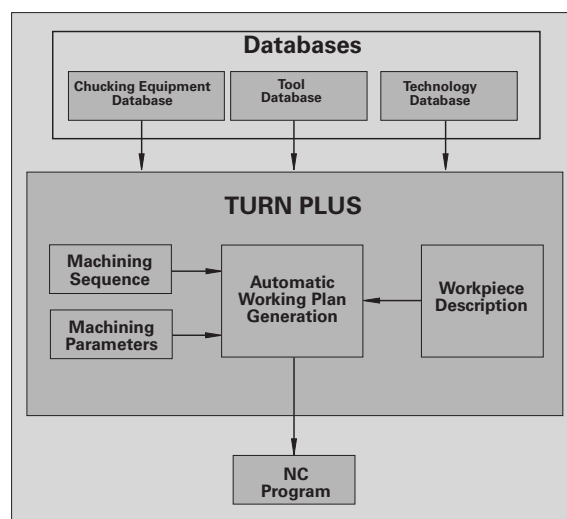 Databases
Chucking Equipment
Database
Tool
Database
Technology
Database
TURN PLUS
Machining
Sequence
Machining
Parameters
Automatic
Working Plan
Generation
Workpiece
Description
NC
Program